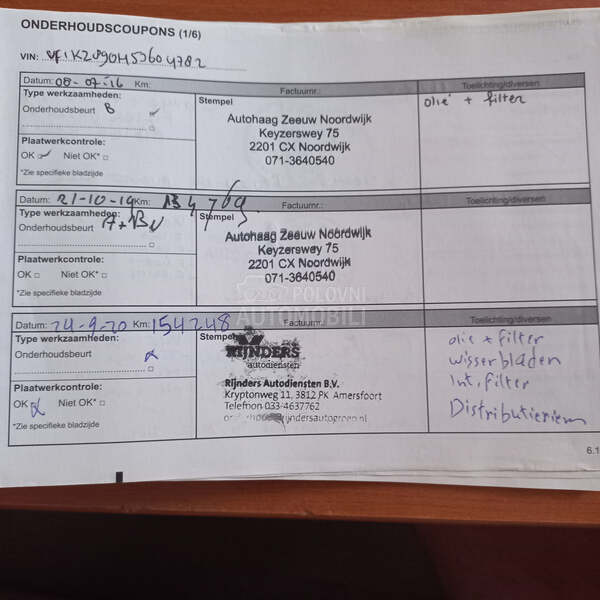 ONDERHOUDSCOUPONS (1/6)
VIN:
Datum: 08-07-16 Km: Factuurnr.: Toelichting/diversen
Type werkzaamheden: Stempel olie + filter
Onderhoudsbeurt B
Autohaag Zeeuw Noordwijk
Keyzerswey 75
2201 CX Noordwijk
071-3640540
Plaatwerkcontrole:
OK Niet OK*
*Zie specifieke bladzijde
Datum: 21-10-19 Km: Factuurnr.: Toelichting/diversen
Type werkzaamheden: Stempel
Onderhoudsbeurt A+B
Autohaag Zeeuw Noordwijk
Keyzerswey 75
2201 CX Noordwijk
071-3640540
Plaatwerkcontrole:
OK Niet OK*
*Zie specifieke bladzijde
POLOVNI
AUTOMOBILI
Datum: 24-9-20 Km: 154248 Factuurnr.: Toelichting/diversen
Type werkzaamheden: Stempel olie + filter
Onderhoudsbeurt
RIJNDERS
autodiensten
wisserbladen
Int. filter
Distributieriem
Plaatwerkcontrole:
OK Niet OK*
*Zie specifieke bladzijde
Rijnders Autodiensten B.V.
Kryptonweg 11, 3812 PK Amersfoort
Telefoon 033-4637762
6.1